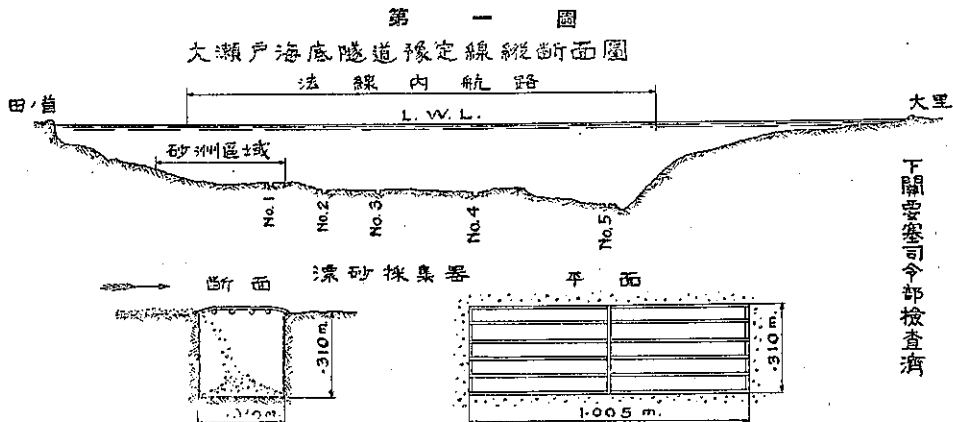 第一圖
大瀬戸海底隧道豫定線縱斷面圖
法線内航路
田ノ首
L.W.L.
大里
砂洲區域
No.1
No.2
No.3
No.4
No.5
下關要塞司令部檢査濟
漂砂採集器
斷面
平面
.310m.
.310m.
1.005 m.